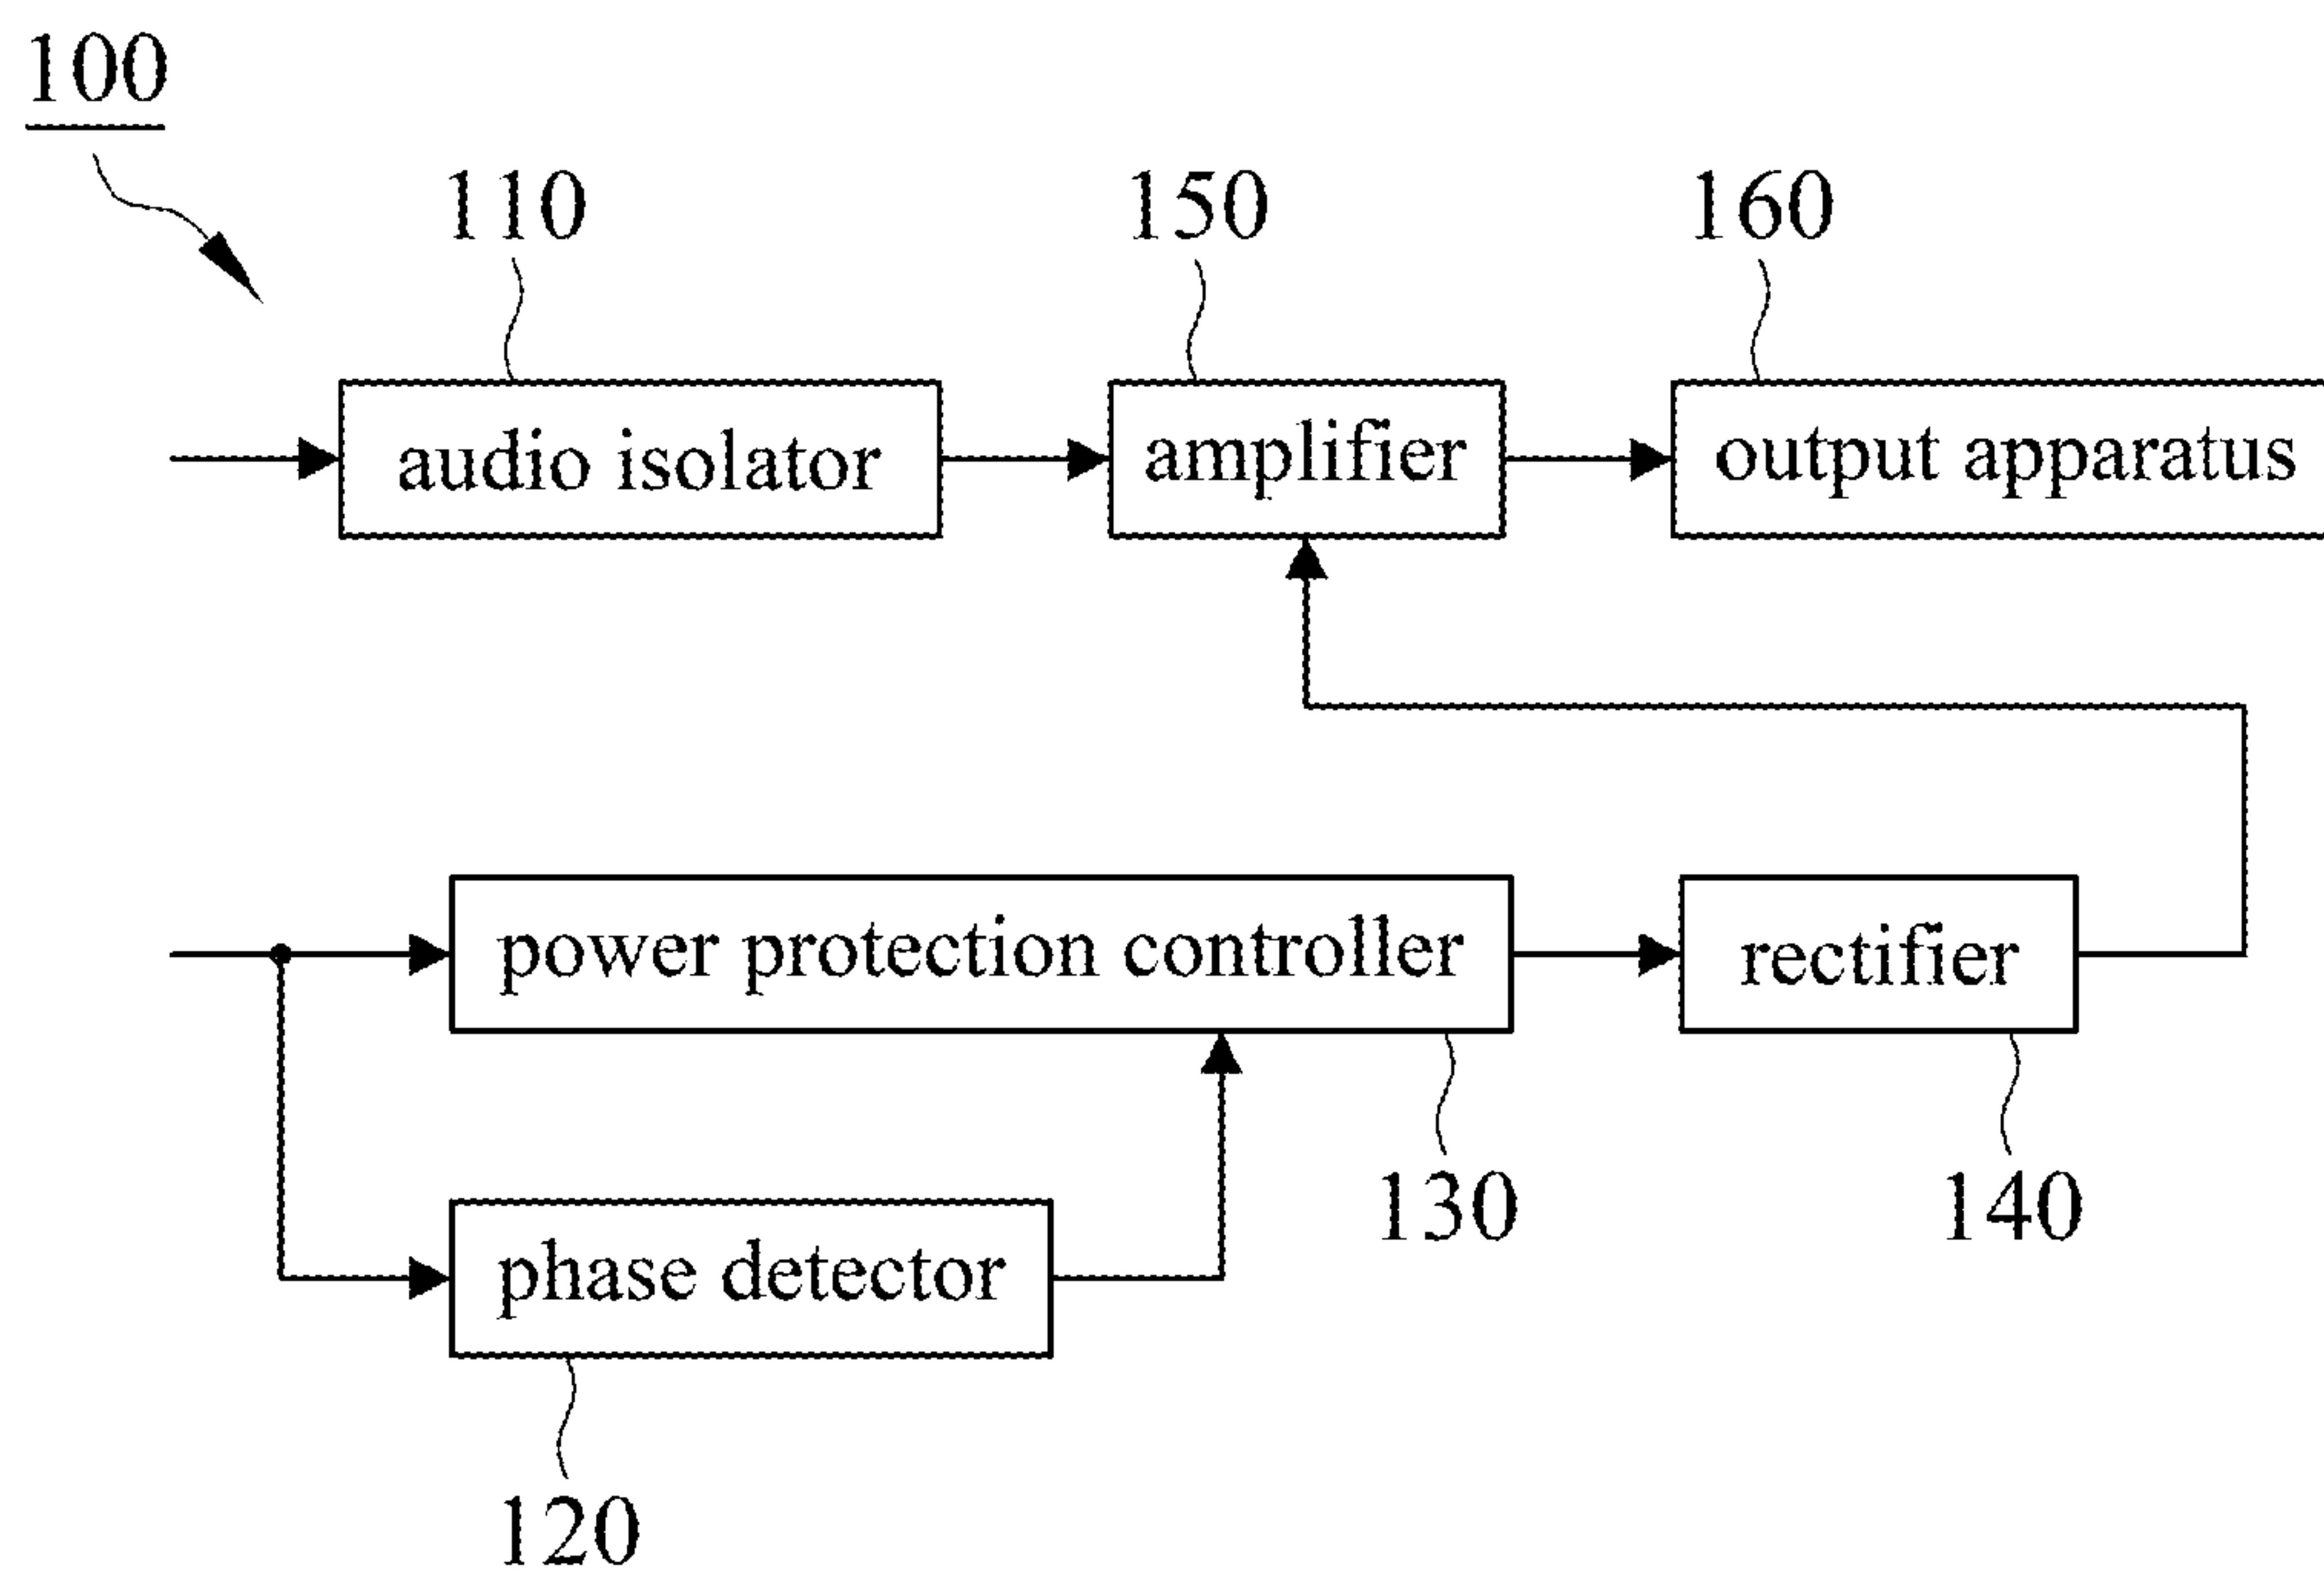 100
110
150
160
audio isolator
amplifier
output apparatus
power protection controller
rectifier
130
140
phase detector
120